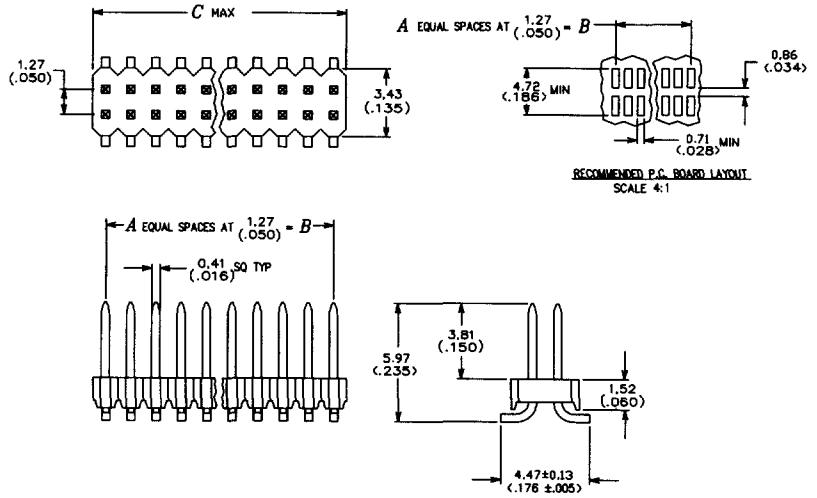 C MAX
1.27
(.050)
3.43
(.135)
A EQUAL SPACES AT 1.27
(.050) = B
4.72
(.186) MIN
0.86
(.034)
0.71
(.028) MIN
RECOMMENDED P.C. BOARD LAYOUT
SCALE 4:1
A EQUAL SPACES AT 1.27
(.050) = B
0.41
(.016) SQ TYP
5.97
(.235)
3.81
(.150)
1.52
(.060)
4.47±0.13
(.176 ±.005)